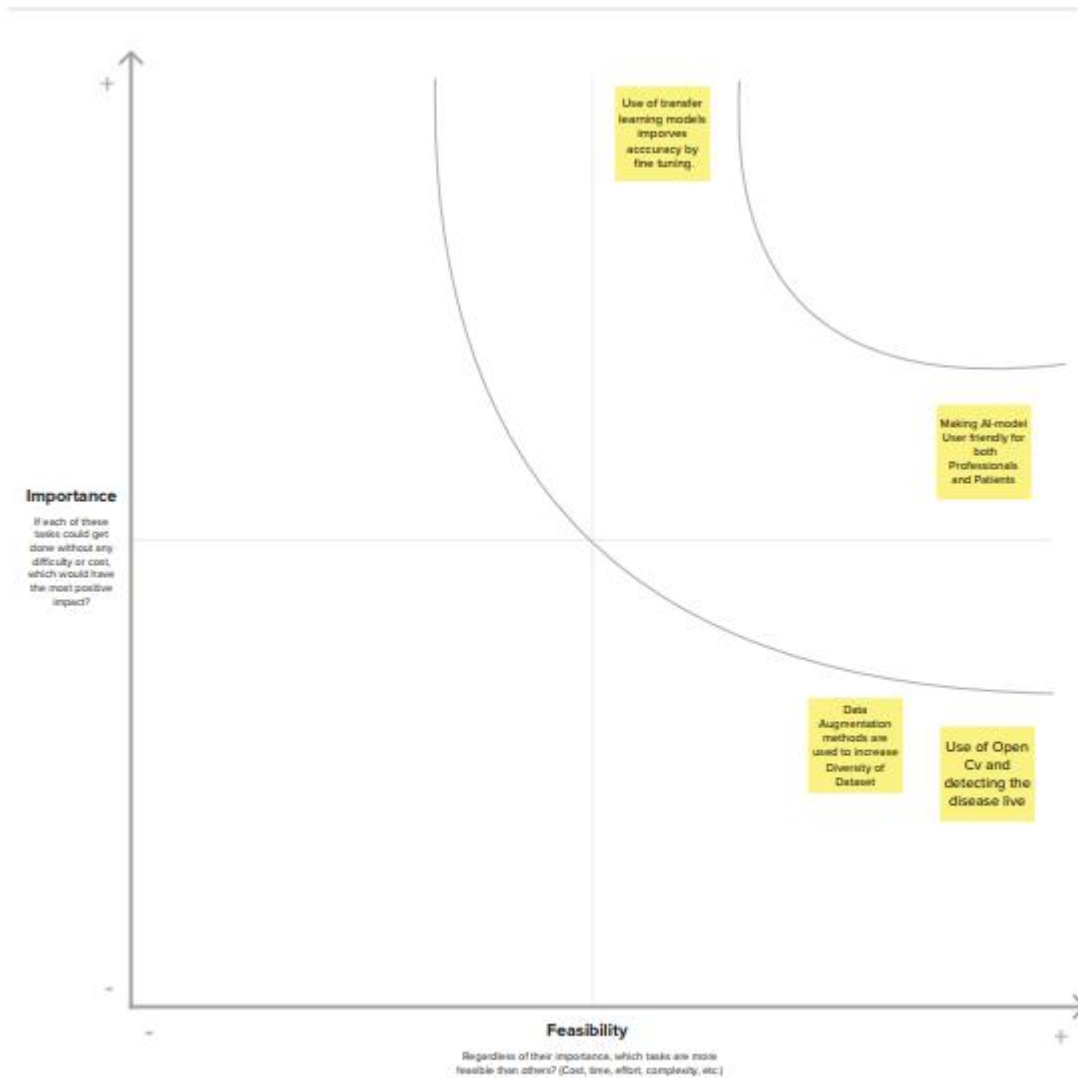 +
Use of transfer
learning models
imporves
acccuracy by
fine tuning.
Making AI-model
User friendly for
both
Professionals
and Patients
Importance
If each of these
tasks could get
done without any
difficulty or cost,
which would have
the most positive
impact?
Data
Augmentation
methods are
used to increase
Diversity of
Dataset
Use of Open
Cv and
detecting the
disease live
-
-
Feasibility
+
Regardless of their importance, which tasks are more
feasible than others? (Cost, time, effort, complexity, etc.)